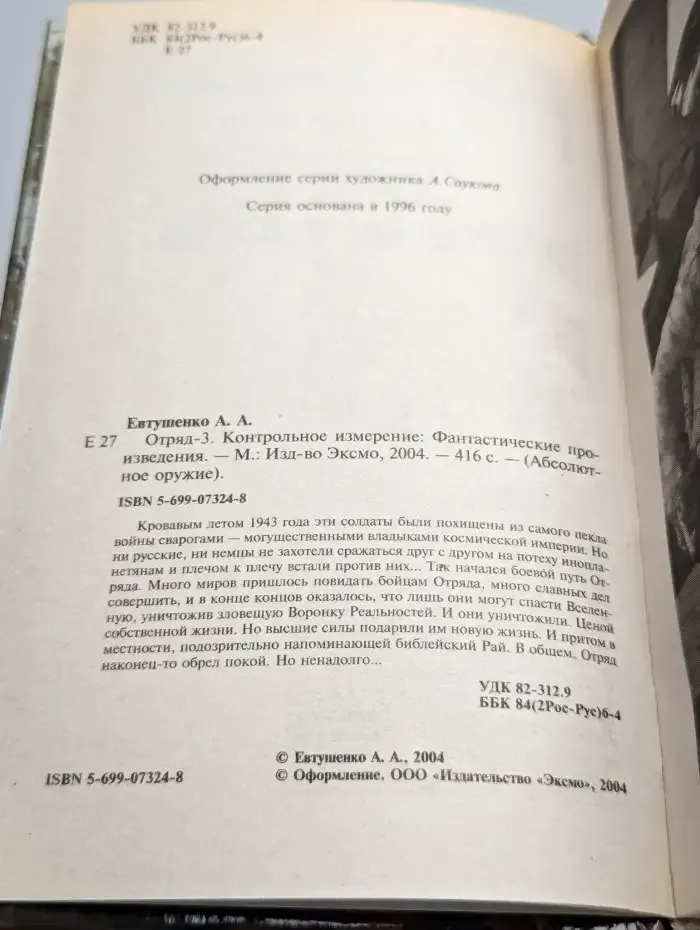 УДК 82-312.9
ББК 84(2Рос-Рус)6-4
Е 27
Оформление серии художника А. Саукова
Серия основана в 1996 году
Евтушенко А. А.
Е 27 Отряд-3. Контрольное измерение: Фантастические про-
изведения. — М.: Изд-во Эксмо, 2004. — 416 с. — (Абсолют-
ное оружие).
ISBN 5-699-07324-8
Кровавым летом 1943 года эти солдаты были похищены из самого пекла
войны сварогами — могущественными владыками космической империи. Но
ни русские, ни немцы не захотели сражаться друг с другом на потеху инопла-
нетянам и плечом к плечу встали против них... Так начался боевой путь От-
ряда. Много миров пришлось повидать бойцам Отряда, много славных дел
совершить, и в конце концов оказалось, что лишь они могут спасти Вселен-
ную, уничтожив зловещую Воронку Реальностей. И они уничтожили. Ценой
собственной жизни. Но высшие силы подарили им новую жизнь. И притом в
местности, подозрительно напоминающей библейский Рай. В общем, Отряд
наконец-то обрел покой. Но ненадолго...
УДК 82-312.9
ББК 84(2Рос-Рус)6-4
© Евтушенко А. А., 2004
ISBN 5-699-07324-8 © Оформление. ООО «Издательство «Эксмо», 2004